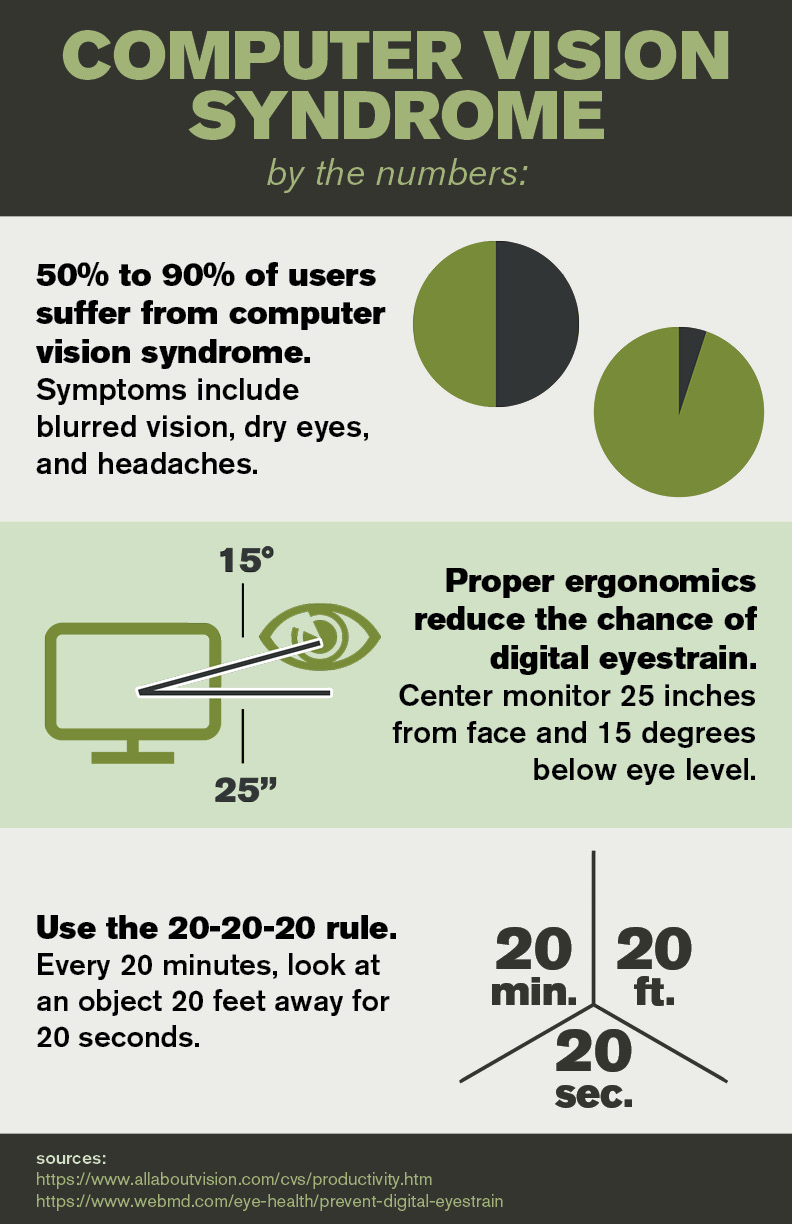 COMPUTER VISION
SYNDROME
by the numbers:
50% to 90% of users
suffer from computer
vision syndrome.
Symptoms include
blurred vision, dry eyes,
and headaches.
15°
25”
Proper ergonomics
reduce the chance of
digital eyestrain.
Center monitor 25 inches
from face and 15 degrees
below eye level.
Use the 20-20-20 rule.
Every 20 minutes, look at
an object 20 feet away for
20 seconds.
20
min.
20
ft.
20
sec.
sources:
https://www.allaboutvision.com/cvs/productivity.htm
https://www.webmd.com/eye-health/prevent-digital-eyestrain